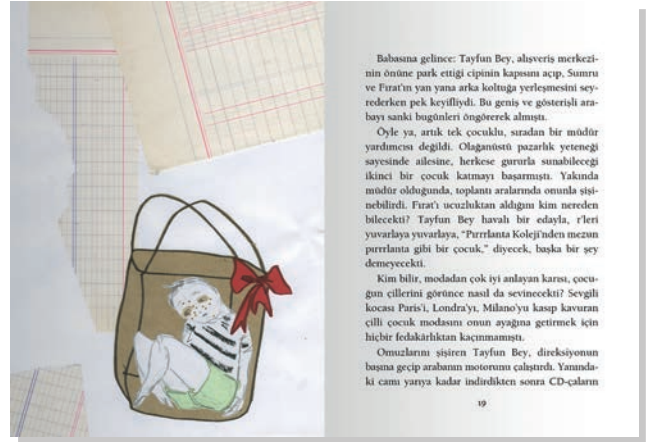 Babasına gelince: Tayfun Bey, alışveriş merkezi-
nin önüne park ettiği cipinin kapısını açıp, Sumru
ve Fırat'ın yan yana arka koltuğa yerleşmesini sey-
rederken pek keyifliydi. Bu geniş ve gösterişli ara-
bayı sanki bugünleri öngörerek almıştı.
Öyle ya, artık tek çocuklu, sıradan bir müdür
yardımcısı değildi. Olağanüstü pazarlık yeteneği
sayesinde ailesine, herkese gururla sunabileceği
ikinci bir çocuk katmayı başarmıştı. Yakında
müdür olduğunda, toplantı aralarında onunla şişi-
nebilirdi. Fırat'ı ucuzluktan aldığını kim nereden
bilecekti? Tayfun Bey havalı bir edayla, r'leri
yuvarlaya yuvarlaya, “Pırrrlanta Koleji'nden mezun
pırrrlanta gibi bir çocuk,” diyecek, başka bir şey
demeyecekti.
Kim bilir, modadan çok iyi anlayan karısı, çocu-
ğun çillerini görünce nasıl da sevinecekti? Sevgili
kocası Paris'i, Londra'yı, Milano'yu kasıp kavuran
çilli çocuk modasını onun ayağına getirmek için
hiçbir fedakârlıktan kaçınmamıştı.
Omuzlarını şişiren Tayfun Bey, direksiyonun
başına geçip arabanın motorunu çalıştırdı. Yanında-
ki camı yarıya kadar indirdikten sonra CD-çaların
19